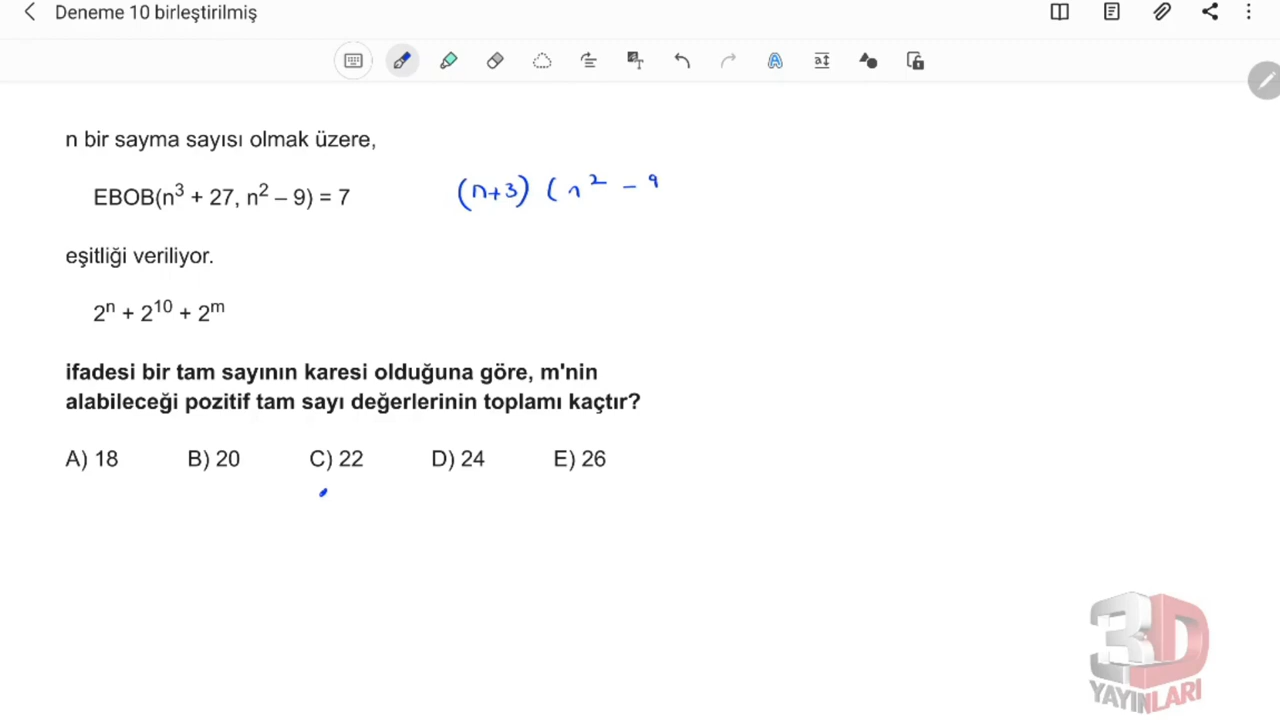 Deneme 10 birleştirilmiş
n bir sayma sayısı olmak üzere,
EBOB(n³ + 27, n² – 9) = 7 (n+3) (n² – 9
eşitliği veriliyor.
2ⁿ + 2¹⁰ + 2ᵐ
ifadesi bir tam sayının karesi olduğuna göre, m'nin
alabileceği pozitif tam sayı değerlerinin toplamı kaçtır?
A) 18 B) 20 C) 22 D) 24 E) 26
3D
YAYINLARI